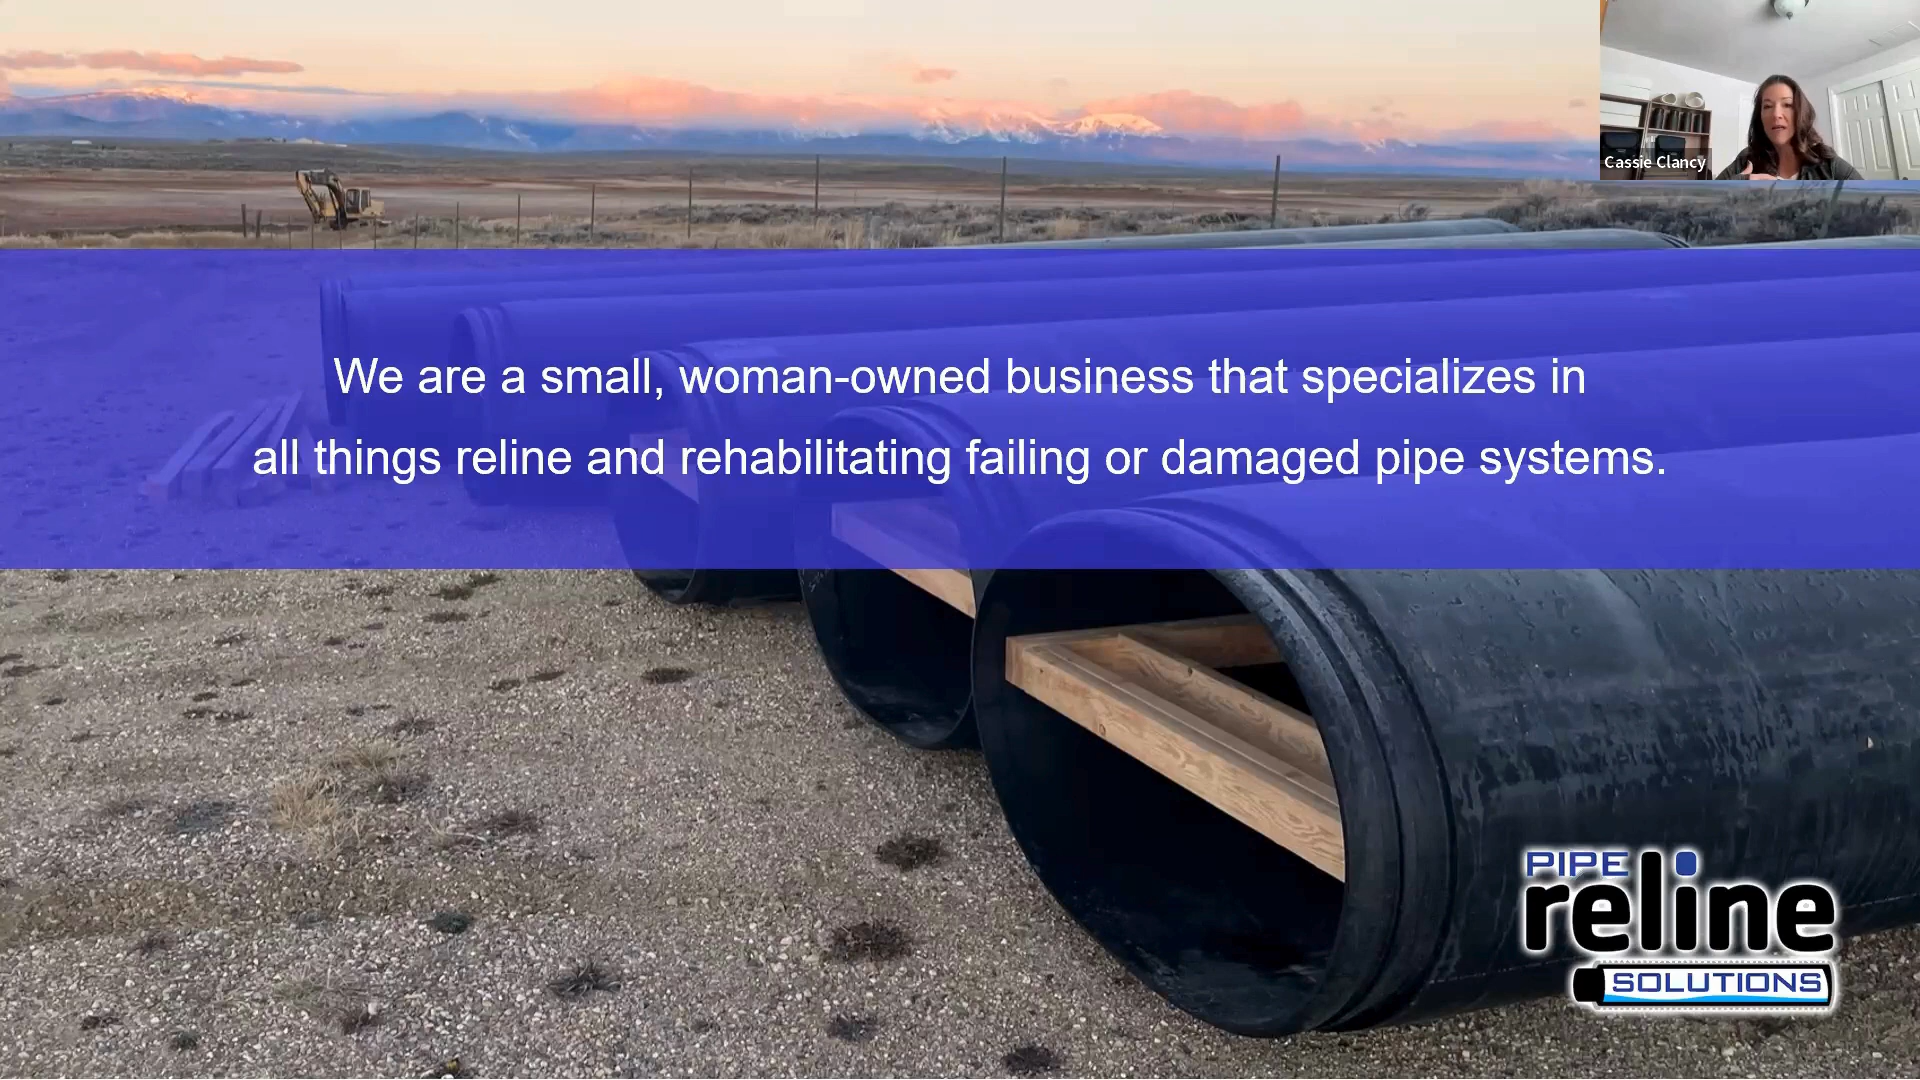 Cassie Clancy
We are a small, woman-owned business that specializes in
all things reline and rehabilitating failing or damaged pipe systems.
PIPE
reline
SOLUTIONS